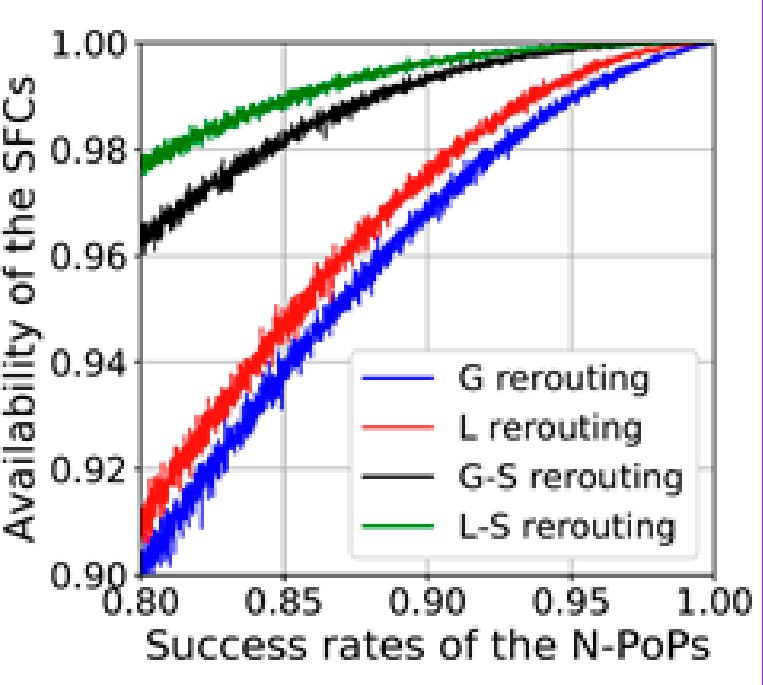 Availability of the SFCs
1.00
0.98
0.96
0.94
0.92
0.90
G rerouting
L rerouting
G-S rerouting
L-S rerouting
0.80 0.85 0.90 0.95 1.00
Success rates of the N-PoPs